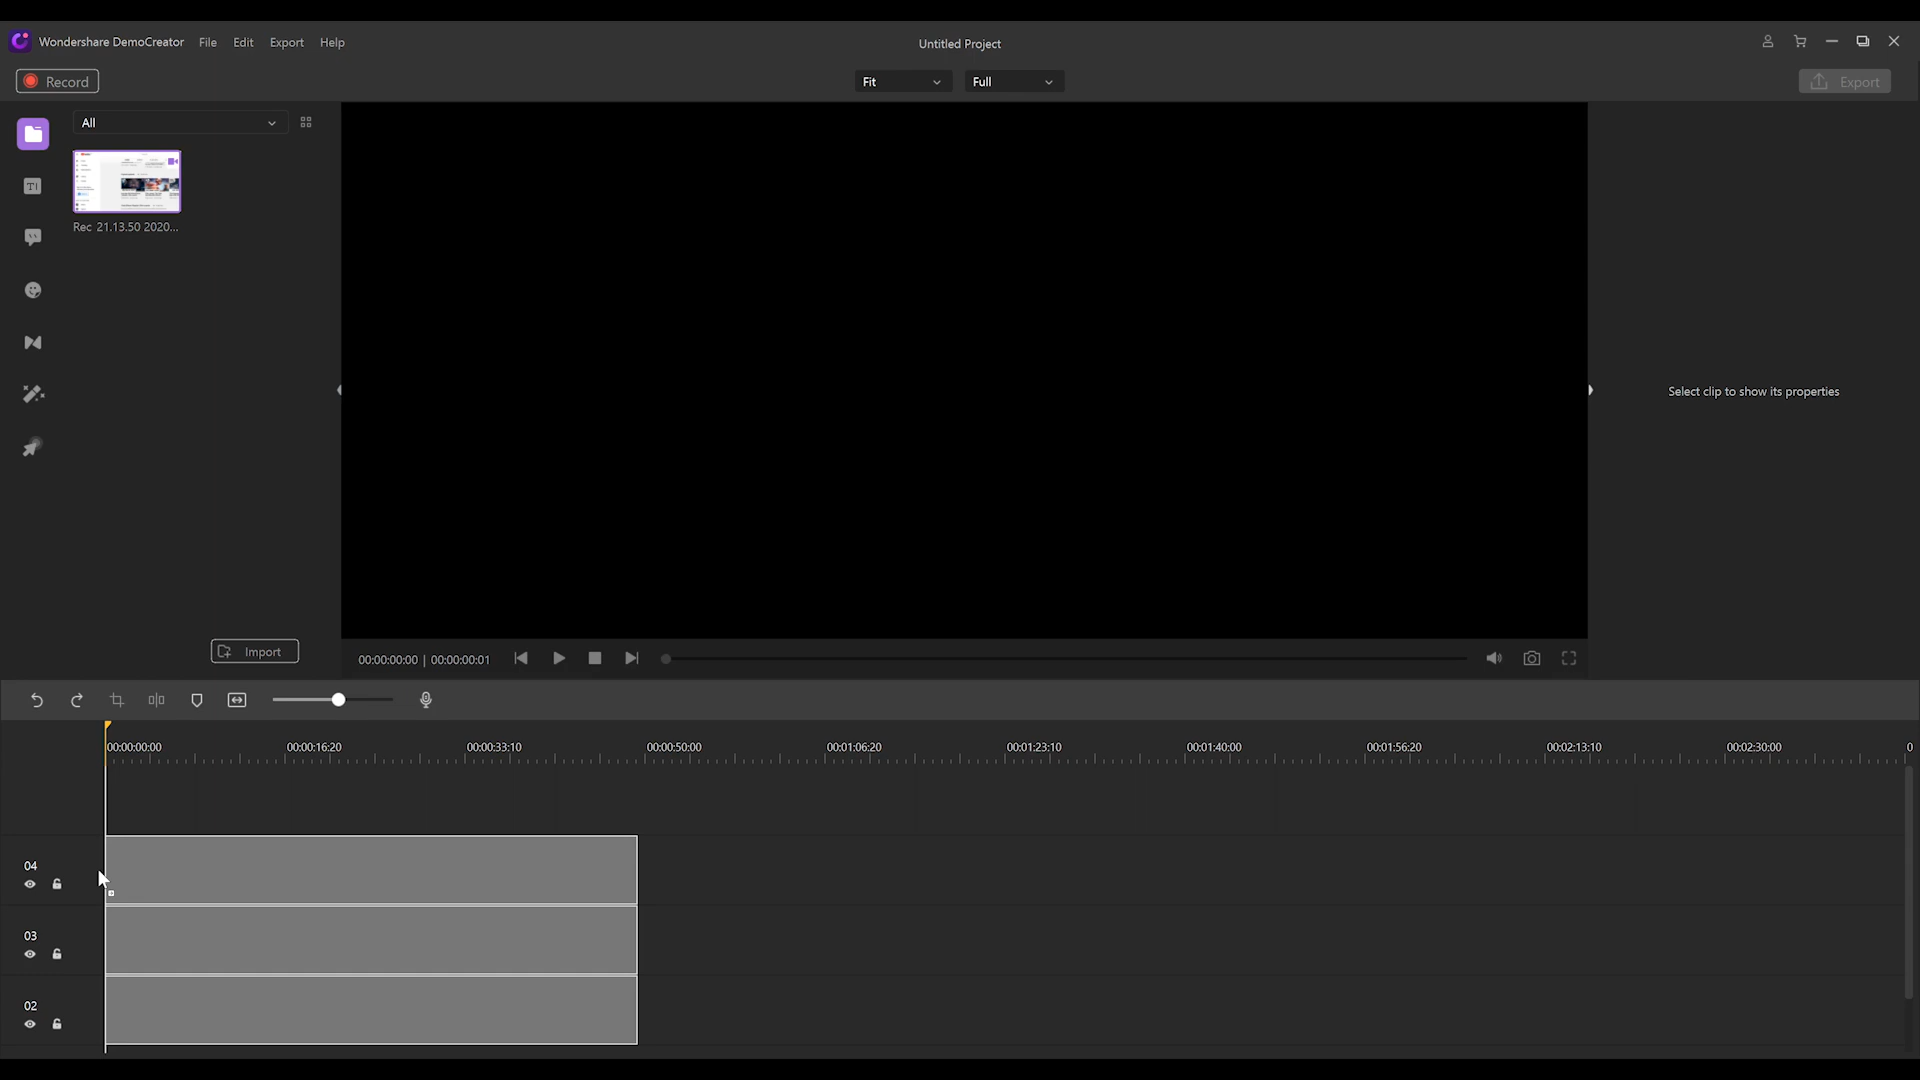 Wondershare DemoCreator File Edit Export Help
Untitled Project
Record
Fit
Full
Export
All
Rec 21.13.50 2020...
Select clip to show its properties
Import
00:00:00:00 | 00:00:00:01
00:00:00:00 00:00:16:20 00:00:33:10 00:00:50:00 00:01:06:20 00:01:23:10 00:01:40:00 00:01:56:20 00:02:13:10 00:02:30:00 0
04
03
02